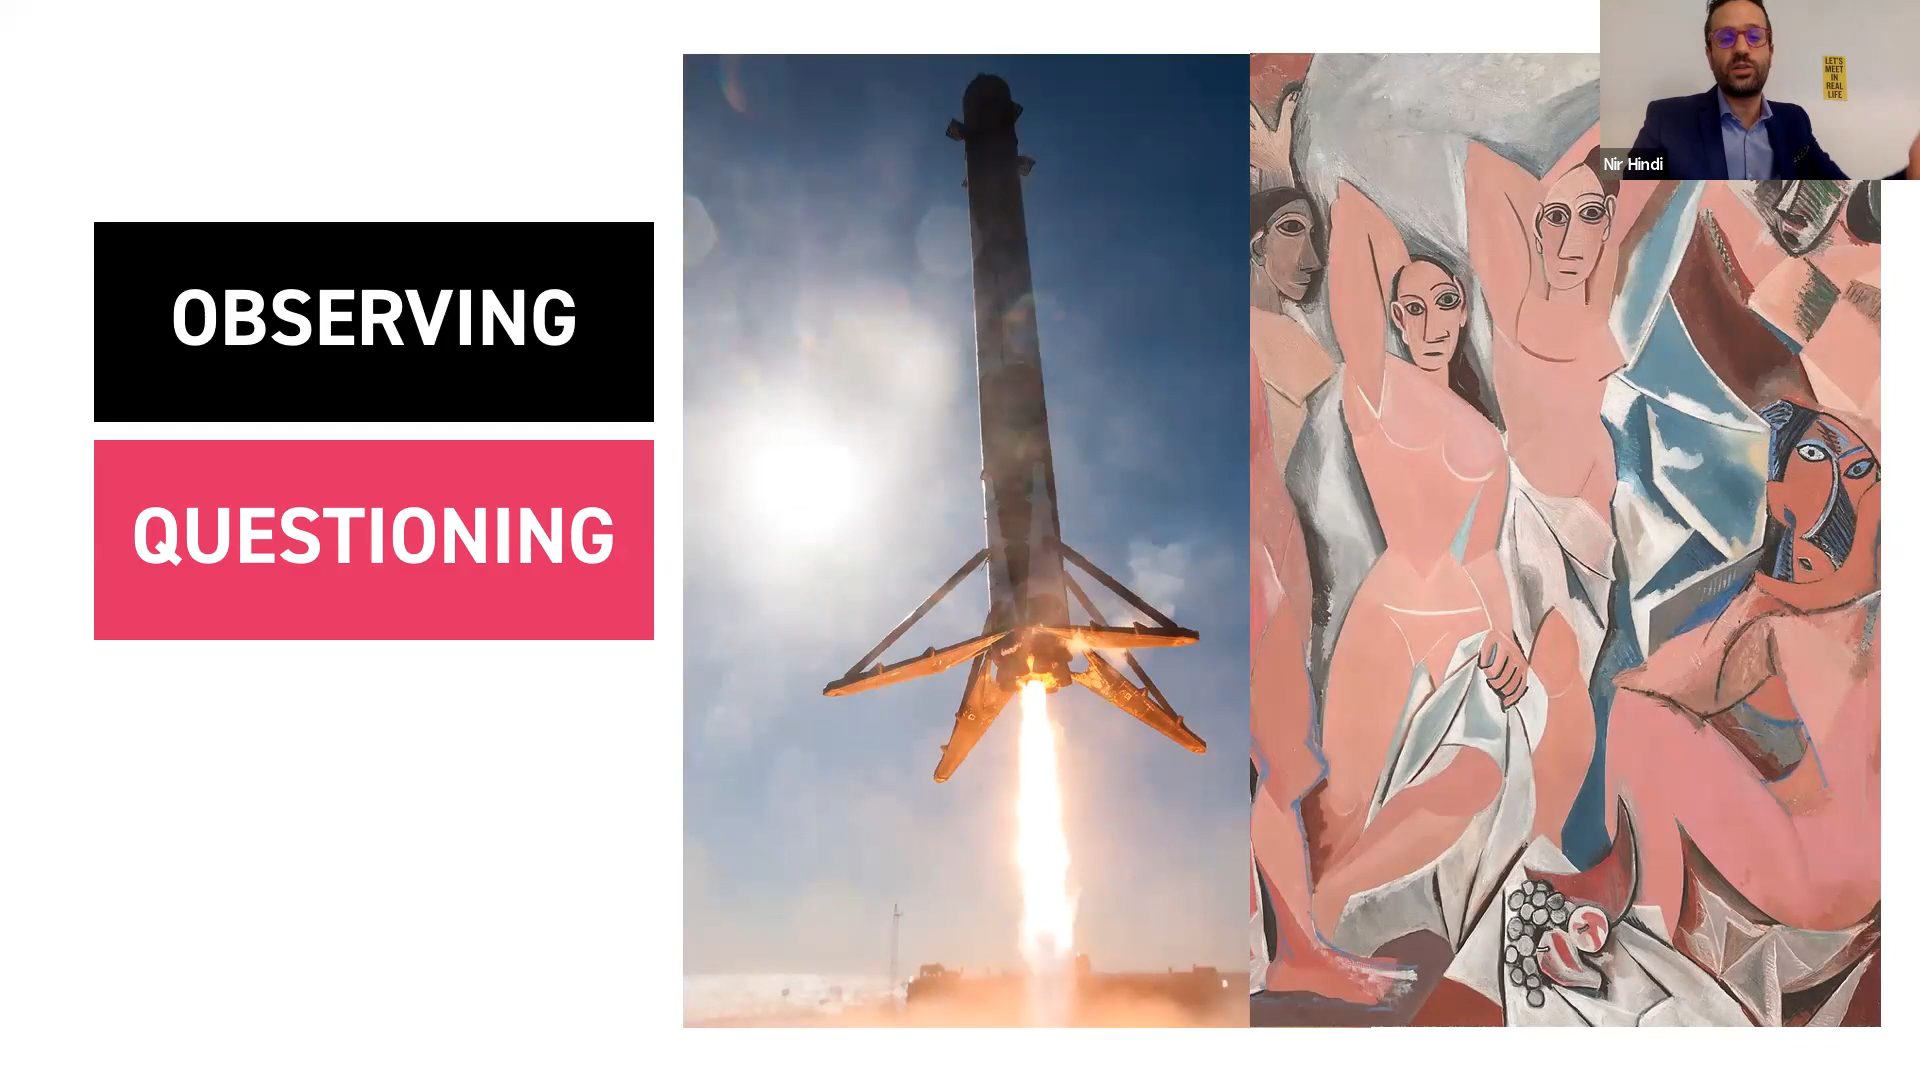 OBSERVING
QUESTIONING
LET'S
MEET
IN
REAL
LIFE
Nir Hindi